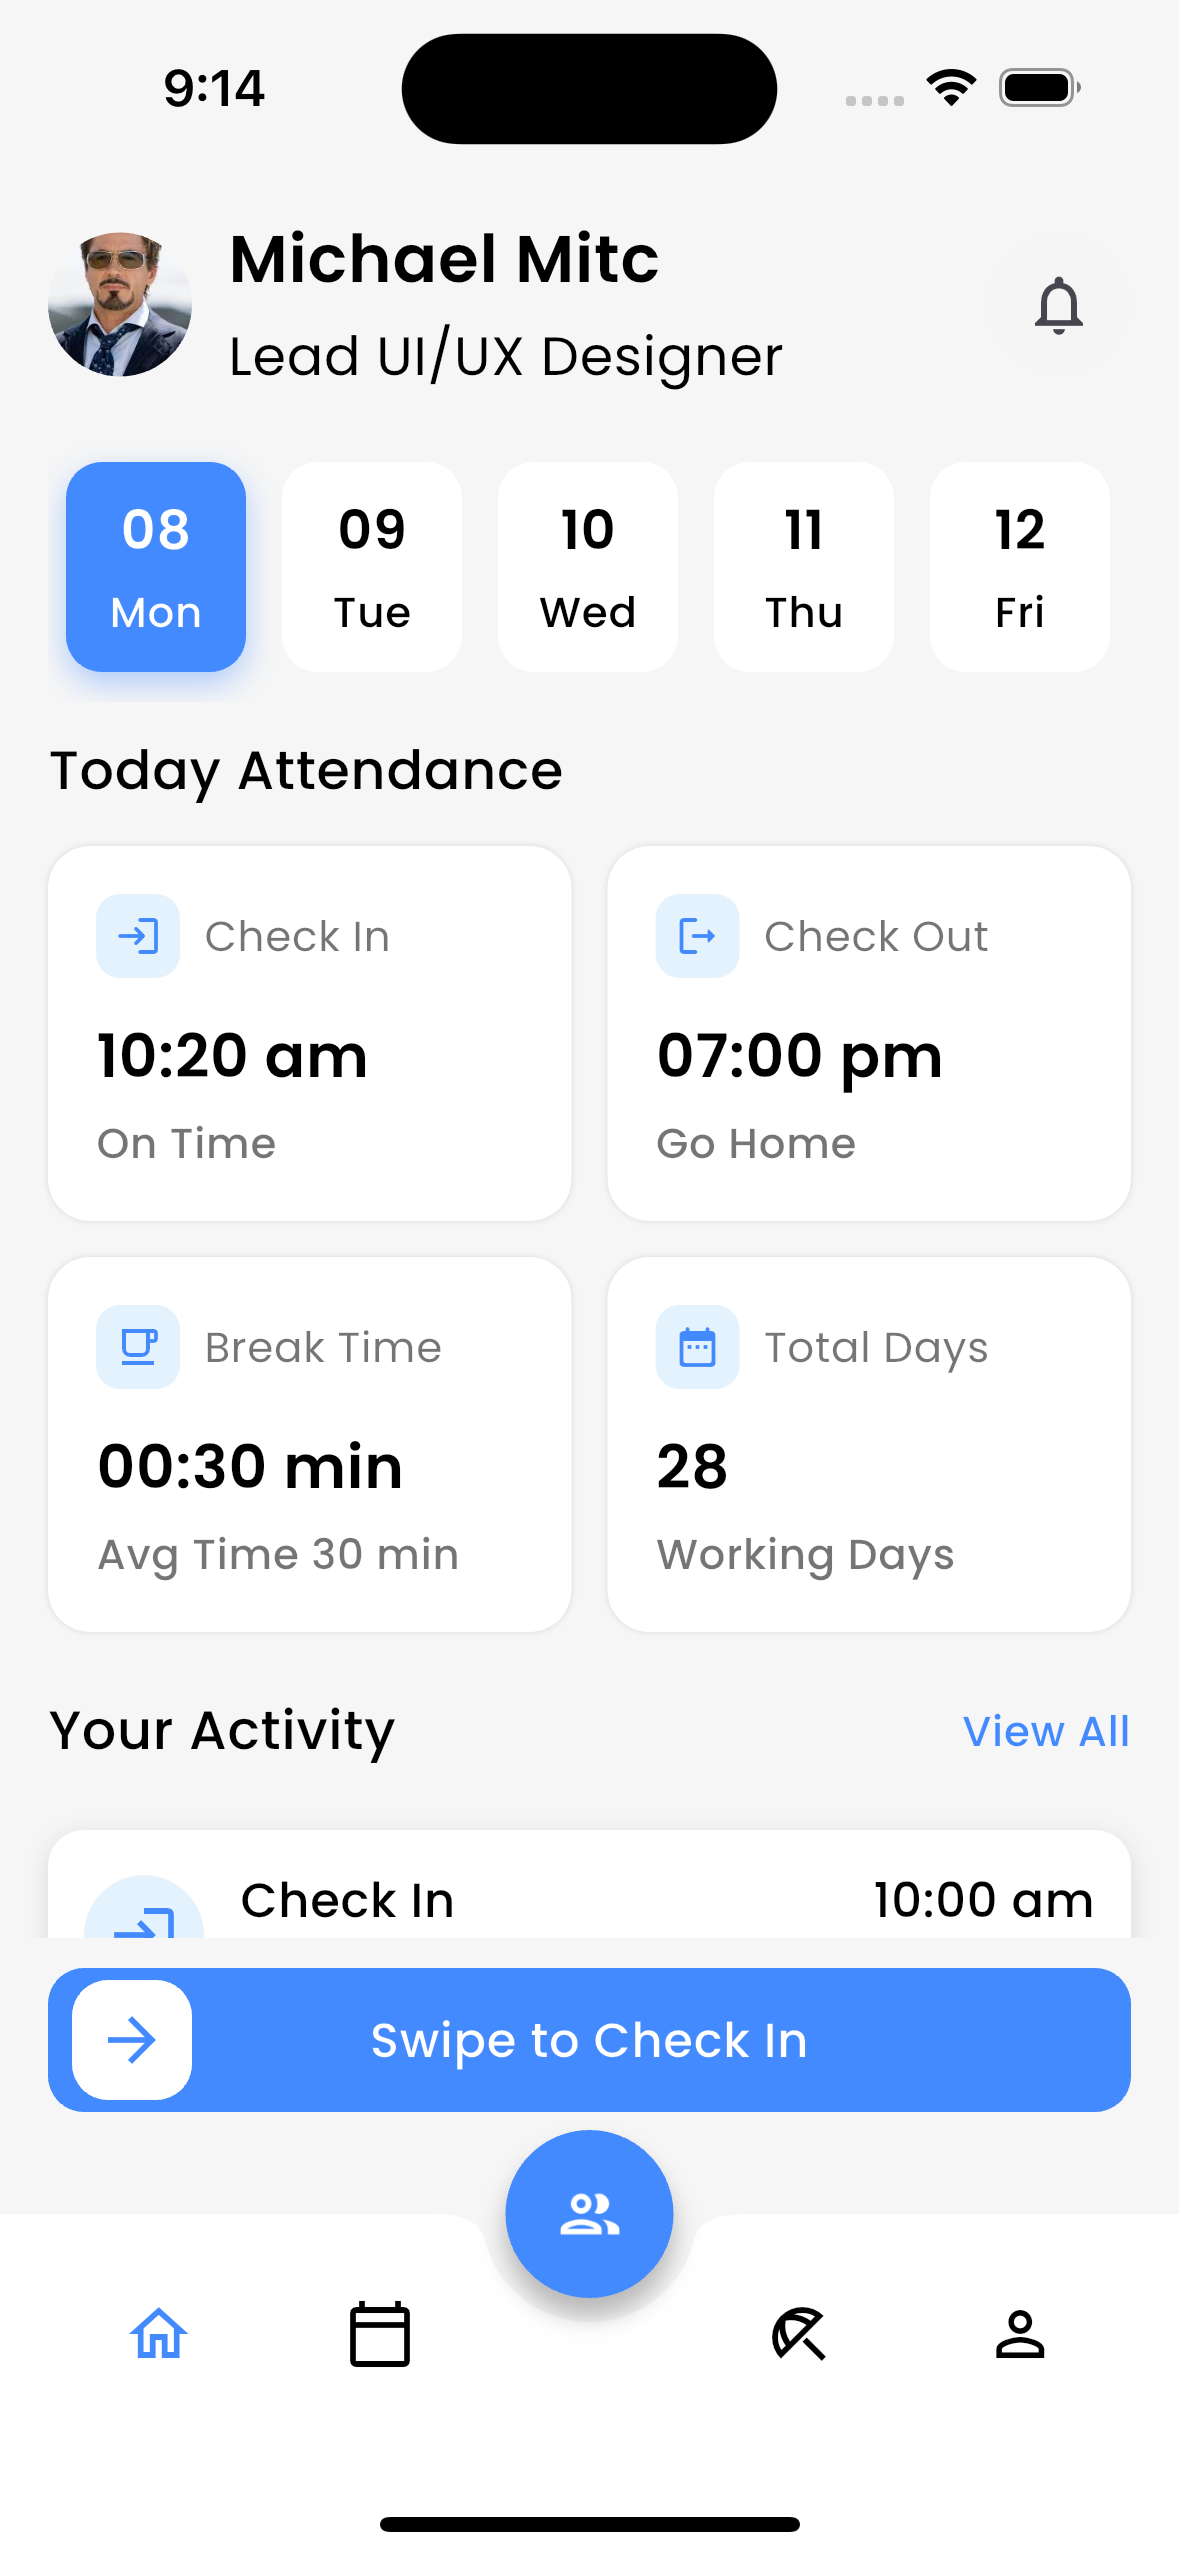 9:14
Michael Mitc
Lead UI/UX Designer
08 09 10 11 12
Mon Tue Wed Thu Fri
Today Attendance
Check In
10:20 am
On Time
Check Out
07:00 pm
Go Home
Break Time
00:30 min
Avg Time 30 min
Total Days
28
Working Days
Your Activity View All
Check In 10:00 am
Swipe to Check In